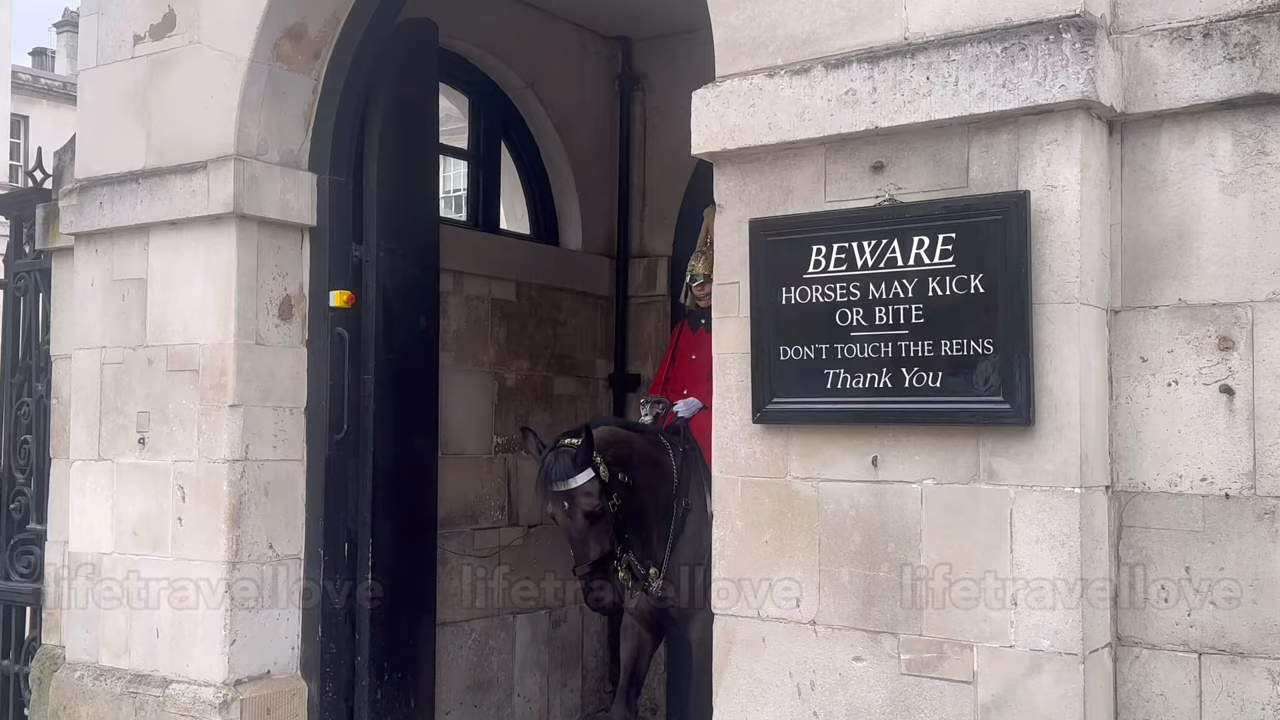 BEWARE
HORSES MAY KICK
OR BITE
DON'T TOUCH THE REINS
Thank You
lifetravellove lifetravellove lifetravellove